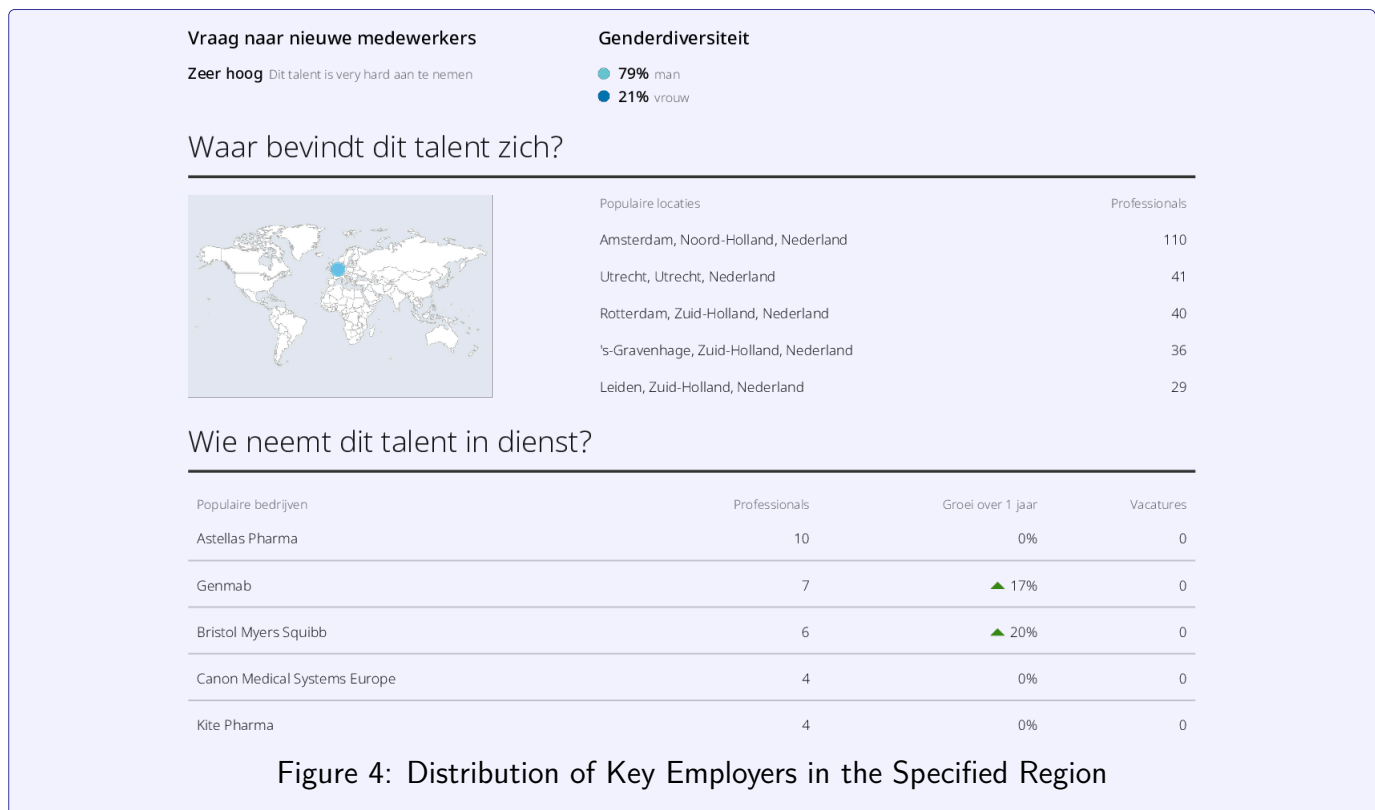 Vraag naar nieuwe medewerkers
Zeer hoog Dit talent is very hard aan te nemen
Genderdiversiteit
79% man
21% vrouw
Waar bevindt dit talent zich?
Populaire locaties Professionals
Amsterdam, Noord-Holland, Nederland 110
Utrecht, Utrecht, Nederland 41
Rotterdam, Zuid-Holland, Nederland 40
's-Gravenhage, Zuid-Holland, Nederland 36
Leiden, Zuid-Holland, Nederland 29
Wie neemt dit talent in dienst?
Populaire bedrijven Professionals Groei over 1 jaar Vacatures
Astellas Pharma 10 0% 0
Genmab 7 17% 0
Bristol Myers Squibb 6 20% 0
Canon Medical Systems Europe 4 0% 0
Kite Pharma 4 0% 0
Figure 4: Distribution of Key Employers in the Specified Region